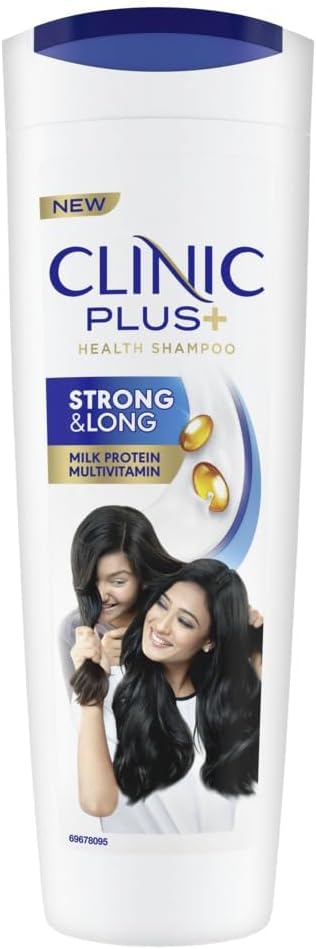 NEW
CLINIC
PLUS+
HEALTH SHAMPOO
STRONG
&LONG
MILK PROTEIN
MULTIVITAMIN
69678095